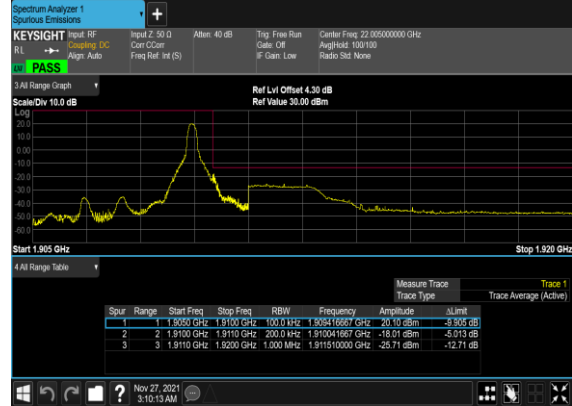 Spectrum Analyzer 1
Spurious Emissions
KEYSIGHT
RL
Input: RF
Coupling: DC
Align: Auto
Input Z: 50 Ω
Corr CCorr
Freq Ref: Int (S)
Atten: 40 dB
Trig: Free Run
Gate: Off
IF Gain: Low
Center Freq: 22.005000000 GHz
Avg|Hold: 100/100
Radio Std: None
PASS
3 All Range Graph
Scale/Div 10.0 dB
Ref Lvl Offset 4.30 dB
Ref Value 30.00 dBm
Log
20.0
10.0
0.00
-10.0
-20.0
-30.0
-40.0
-50.0
-60.0
Start 1.905 GHz
Stop 1.920 GHz
4 All Range Table
Measure Trace Trace 1
Trace Type Trace Average (Active)
Spur Range Start Freq Stop Freq RBW Frequency Amplitude ΔLimit
1 1 1.9050 GHz 1.9100 GHz 100.0 kHz 1.909416667 GHz 20.10 dBm -9.905 dB
2 2 1.9100 GHz 1.9110 GHz 200.0 kHz 1.910041667 GHz -18.01 dBm -5.013 dB
3 3 1.9110 GHz 1.9200 GHz 1.000 MHz 1.911510000 GHz -25.71 dBm -12.71 dB
Nov 27, 2021
3:10:13 AM